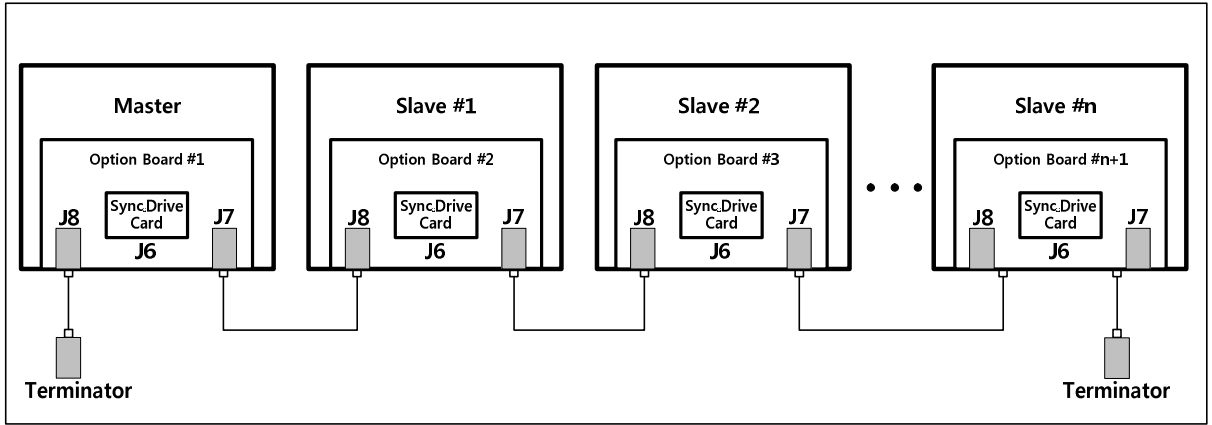 Master
Slave #1
Slave #2
Slave #n
Option Board #1
Option Board #2
Option Board #3
Option Board #n+1
J8
Sync.Drive
Card
J7
J8
Sync.Drive
Card
J7
J8
Sync.Drive
Card
J7
J8
Sync.Drive
Card
J7
J6
J6
J6
J6
Terminator
Terminator